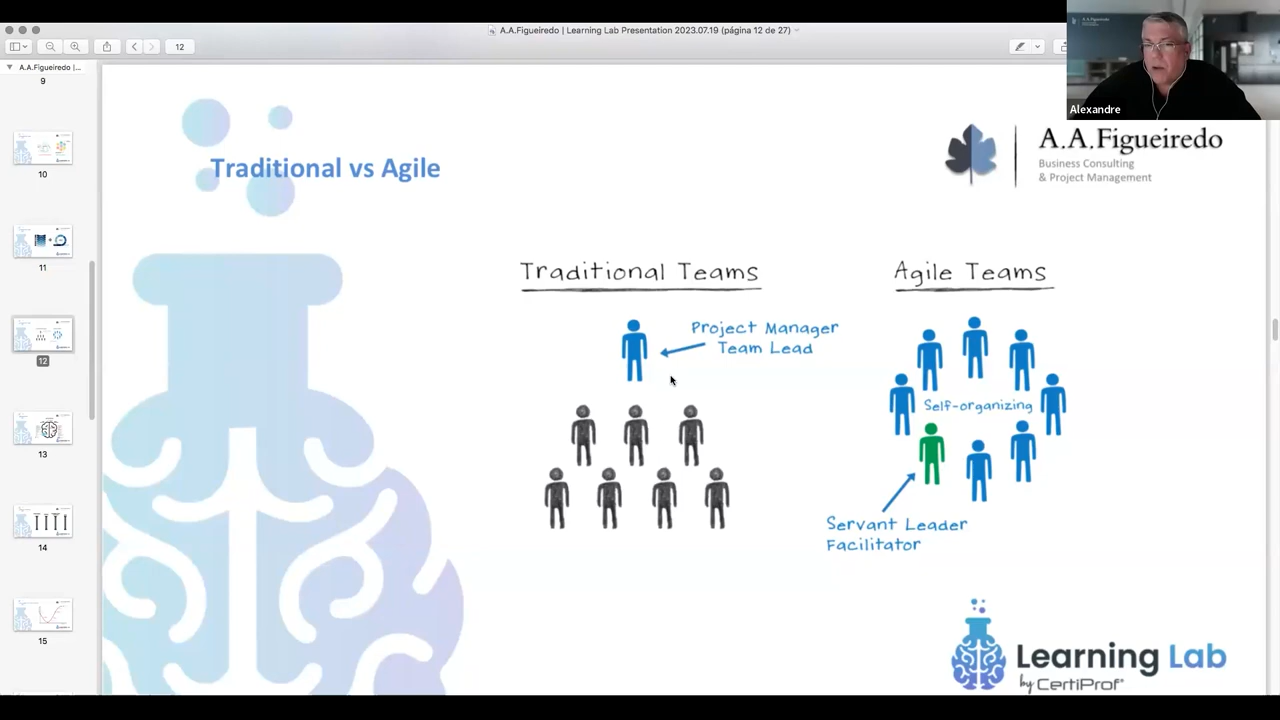 A.A.Figueiredo | Learning Lab Presentation 2023.07.19 (página 12 de 27)
12
A.A.Figueiredo |...
9
10
11
12
13
14
15
Alexandre
Traditional vs Agile
A.A.Figueiredo
Business Consulting
& Project Management
Traditional Teams
Project Manager
Team Lead
Agile Teams
Self-organizing
Servant Leader
Facilitator
Learning Lab
by CertiProf®